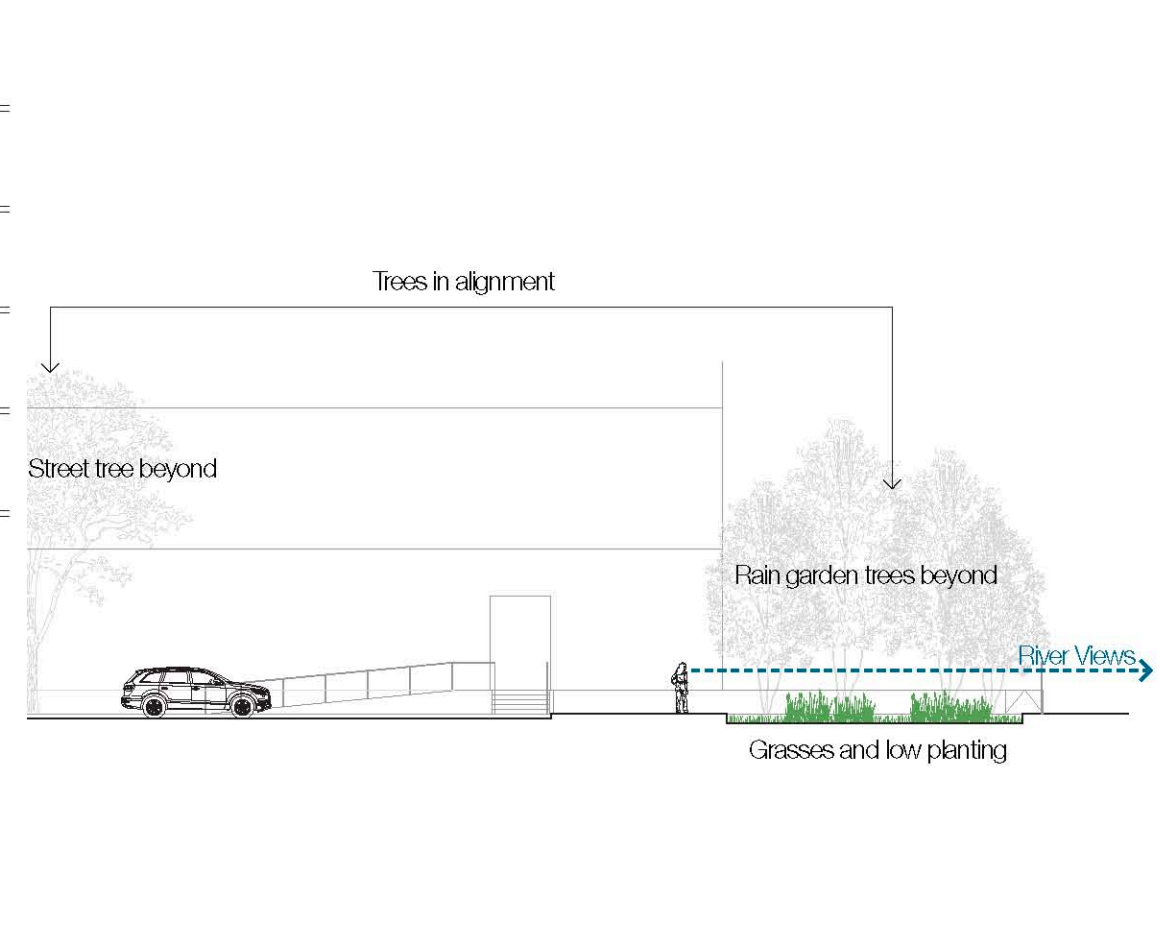 Trees in alignment
Street tree beyond
Rain garden trees beyond
River Views
Grasses and low planting